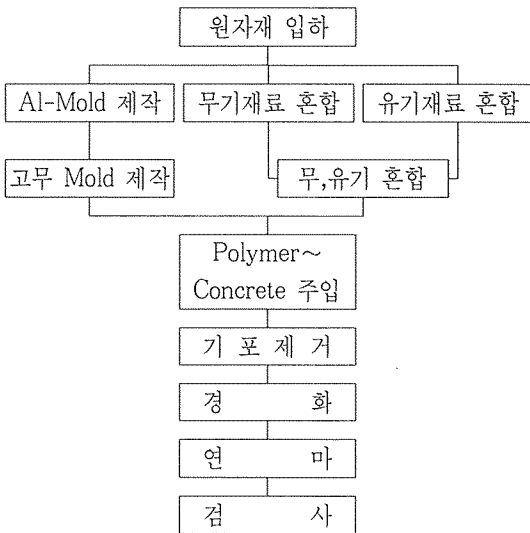 원자재 입하
Al-Mold 제작
무기재료 혼합
유기재료 혼합
고무 Mold 제작
무,유기 혼합
Polymer~
Concrete 주입
기 포 제 거
경 화
연 마
검 사